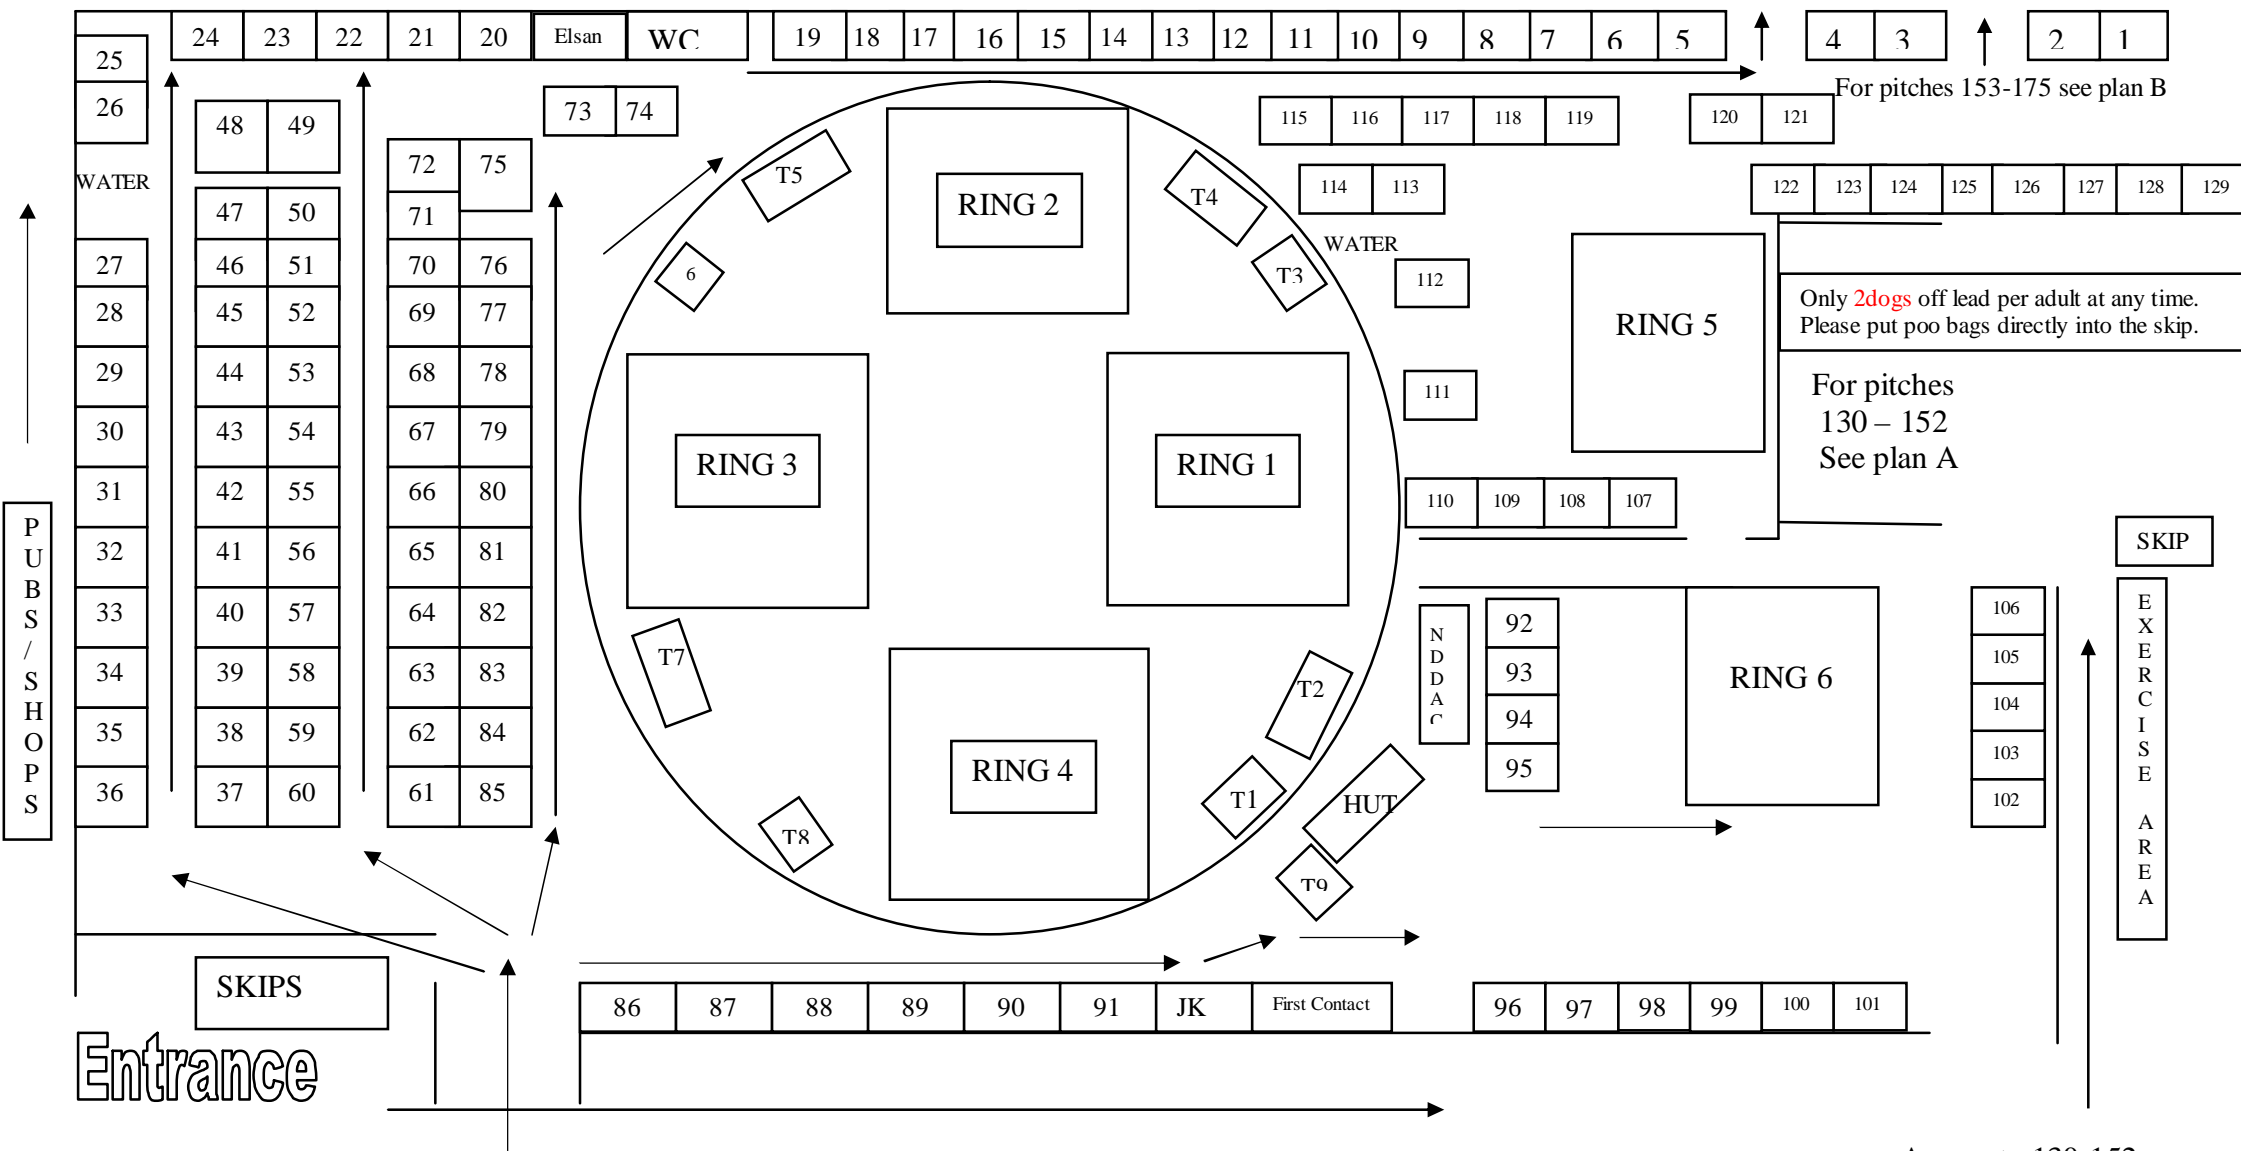 24 23 22 21 20 Elsan WC 19 18 17 16 15 14 13 12 11 10 9 8 7 6 5 4 3 2 1
25
For pitches 153-175 see plan B
26 73 74 115 116 117 118 119 120 121
48 49
72 75
WATER T5 114 113 122 123 124 125 126 127 128 129
T4
47 50 71 RING 2
WATER
27 46 51 70 76 6 T3 112
28 45 52 69 77 RING 5
Only 2dogs off lead per adult at any time.
Please put poo bags directly into the skip.
29 44 53 68 78 111
For pitches
130 – 152
See plan A
30 43 54 67 79
RING 3 RING 1
31 42 55 66 80 110 109 108 107
PUBS/SHOPS
32 41 56 65 81 SKIP
33 40 57 64 82 92 106
NDDAC
EXERCISE AREA
34 39 58 63 83 T7 93 105
T2 RING 6
35 38 59 62 84 94 104
103
RING 4 95
36 37 60 61 85 T1 HUT 102
T8
T9
SKIPS 86 87 88 89 90 91 JK First Contact 96 97 98 99 100 101
Entrance